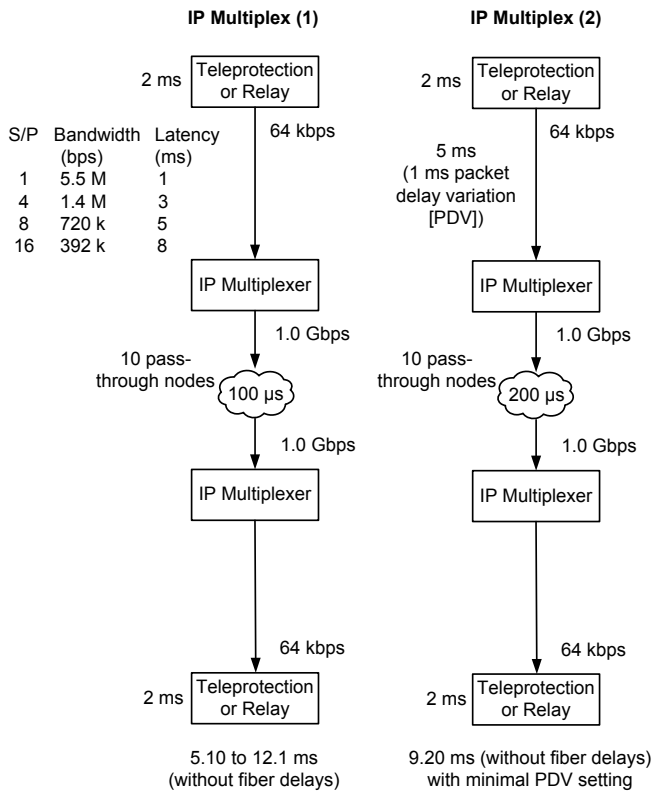 IP Multiplex (1)
2 ms
Teleprotection
or Relay
64 kbps
S/P Bandwidth Latency
(bps) (ms)
1 5.5 M 1
4 1.4 M 3
8 720 k 5
16 392 k 8
IP Multiplexer
1.0 Gbps
10 pass-
through nodes
100 µs
1.0 Gbps
IP Multiplexer
64 kbps
2 ms
Teleprotection
or Relay
5.10 to 12.1 ms
(without fiber delays)
IP Multiplex (2)
2 ms
Teleprotection
or Relay
64 kbps
5 ms
(1 ms packet
delay variation
[PDV])
IP Multiplexer
1.0 Gbps
10 pass-
through nodes
200 µs
1.0 Gbps
IP Multiplexer
64 kbps
2 ms
Teleprotection
or Relay
9.20 ms (without fiber delays)
with minimal PDV setting